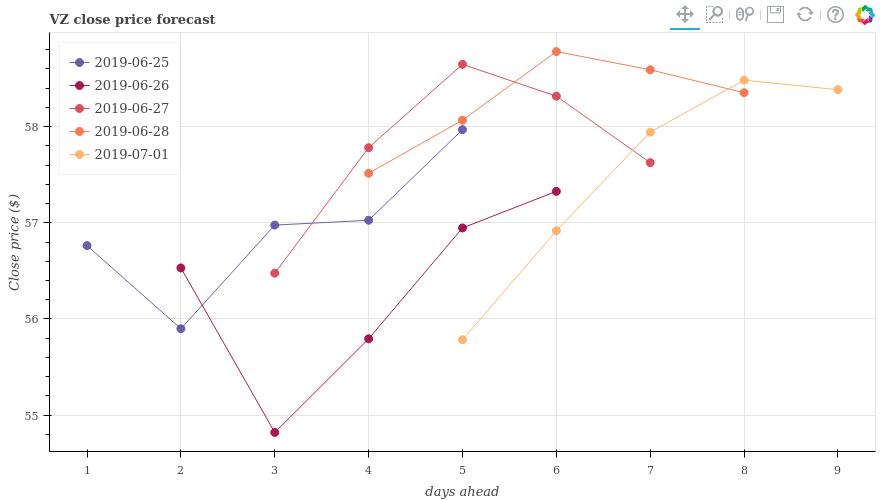 VZ close price forecast
2019-06-25
2019-06-26
2019-06-27
2019-06-28
2019-07-01
Close price ($)
58
57
56
55
1 2 3 4 5 6 7 8 9
days ahead